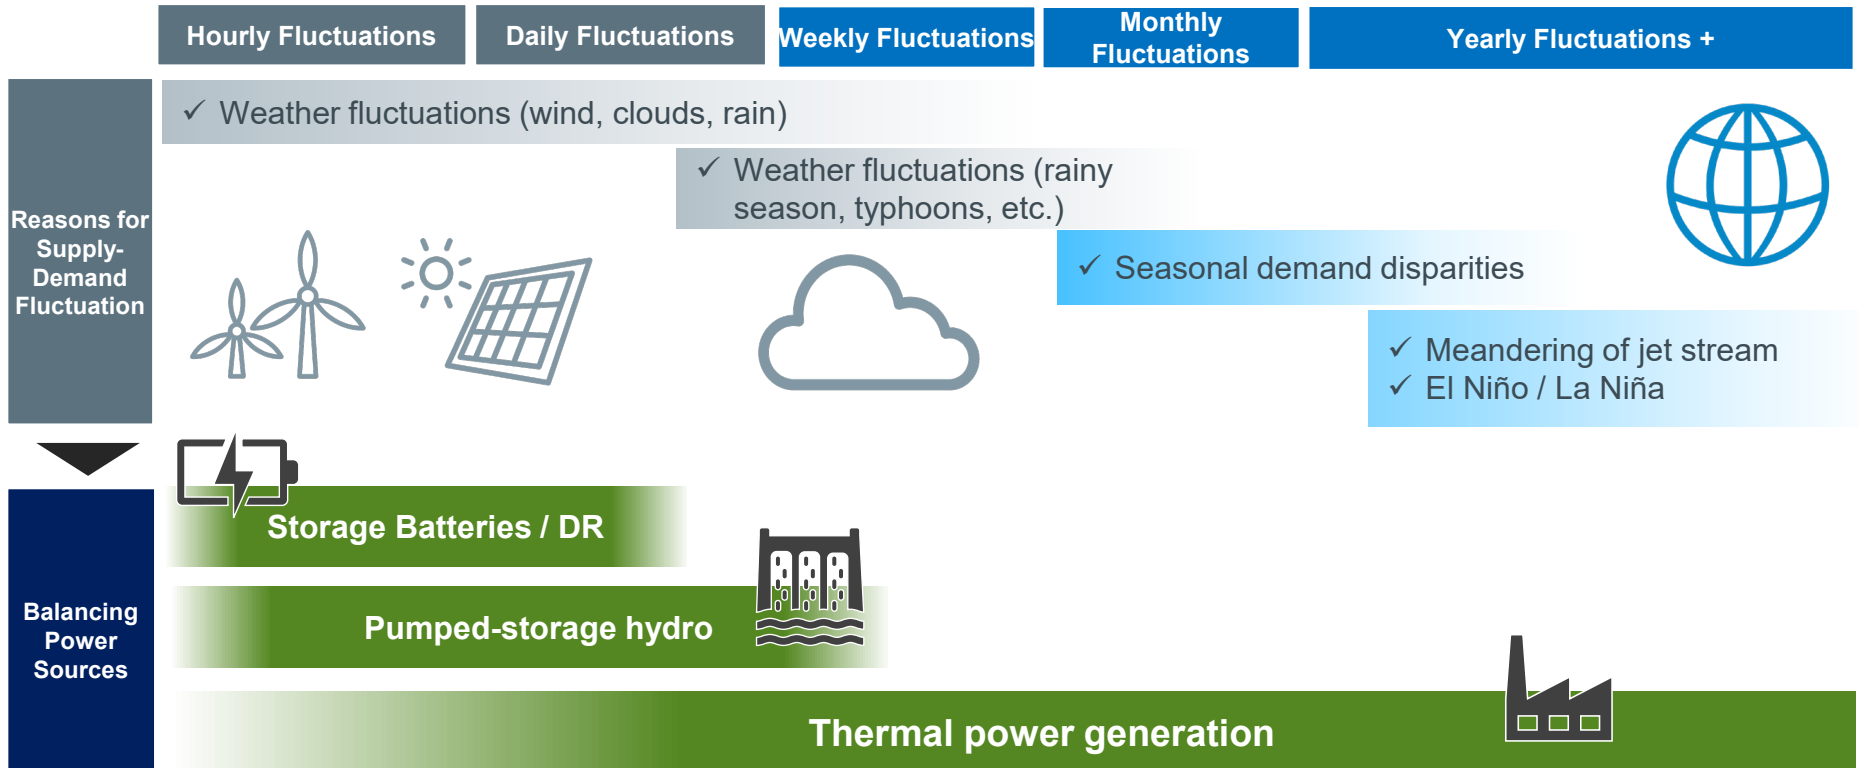 Hourly Fluctuations
Daily Fluctuations
Weekly Fluctuations
Monthly
Fluctuations
Yearly Fluctuations +
Reasons for
Supply-
Demand
Fluctuation
✓ Weather fluctuations (wind, clouds, rain)
✓ Weather fluctuations (rainy
season, typhoons, etc.)
✓ Seasonal demand disparities
✓ Meandering of jet stream
✓ El Niño / La Niña
Balancing
Power
Sources
Storage Batteries / DR
Pumped-storage hydro
Thermal power generation